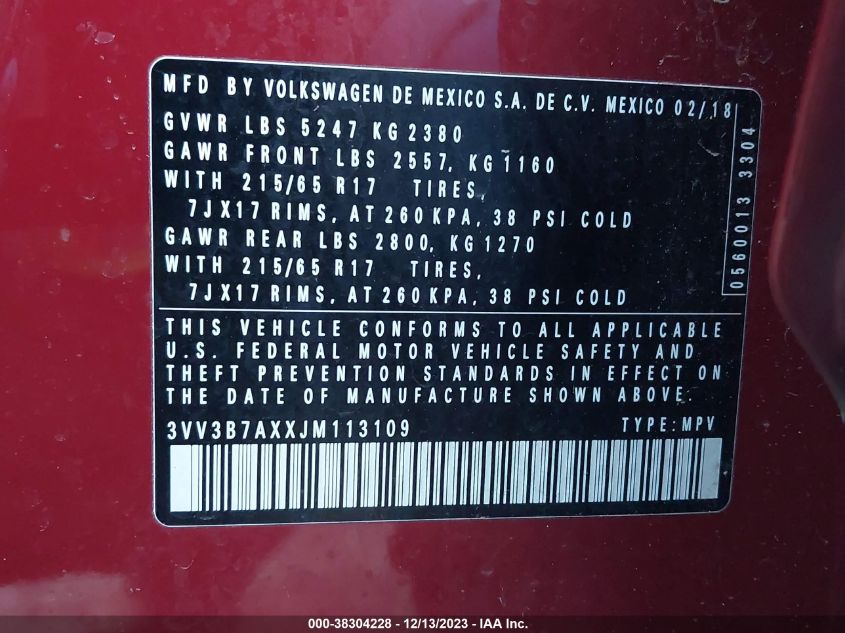 MFD BY VOLKSWAGEN DE MEXICO S.A. DE C.V. MEXICO 02/18
GVWR LBS 5247 KG 2380
GAWR FRONT LBS 2557, KG 1160
WITH 215/65 R17 TIRES,
7JX17 RIMS, AT 260 KPA, 38 PSI COLD
GAWR REAR LBS 2800, KG 1270
WITH 215/65 R17 TIRES,
7JX17 RIMS, AT 260 KPA, 38 PSI COLD
0560013 3304
THIS VEHICLE CONFORMS TO ALL APPLICABLE
U.S. FEDERAL MOTOR VEHICLE SAFETY AND
THEFT PREVENTION STANDARDS IN EFFECT ON
THE DATE OF MANUFACTURE SHOWN ABOVE.
3VV3B7AXXJM113109 TYPE: MPV
000-38304228 - 12/13/2023 - IAA Inc.